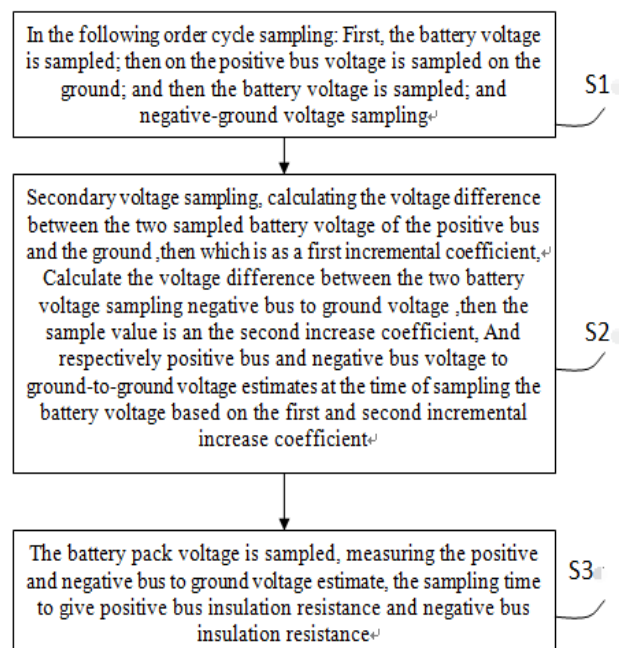 In the following order cycle sampling: First, the battery voltage
is sampled; then on the positive bus voltage is sampled on the
ground; and then the battery voltage is sampled; and
negative-ground voltage sampling↵
S1
Secondary voltage sampling, calculating the voltage difference
between the two sampled battery voltage of the positive bus
and the ground ,then which is as a first incremental coefficient,↵
Calculate the voltage difference between the two battery
voltage sampling negative bus to ground voltage ,then the
sample value is an the second increase coefficient, And
respectively positive bus and negative bus voltage to
ground-to-ground voltage estimates at the time of sampling the
battery voltage based on the first and second incremental
increase coefficient↵
S2
The battery pack voltage is sampled, measuring the positive
and negative bus to ground voltage estimate, the sampling time
to give positive bus insulation resistance and negative bus
insulation resistance↵
S3